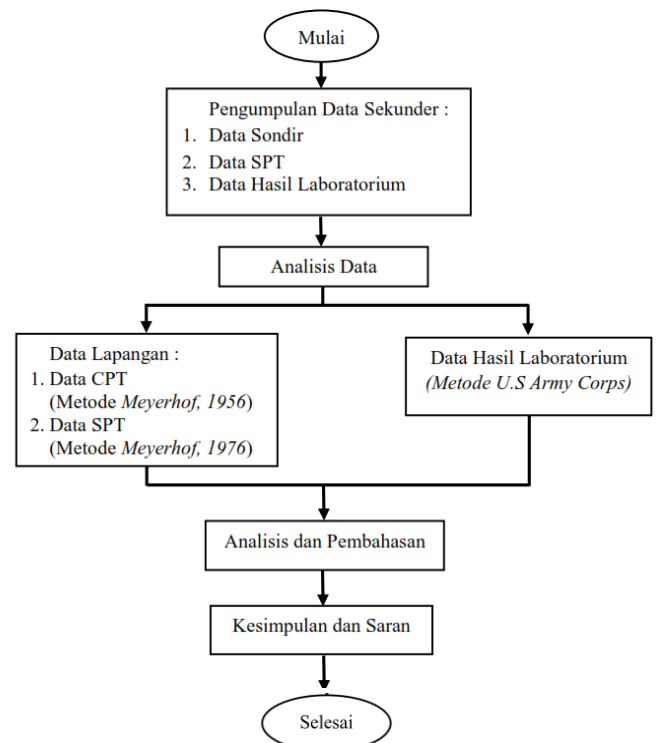 Mulai
Pengumpulan Data Sekunder :
1. Data Sondir
2. Data SPT
3. Data Hasil Laboratorium
Analisis Data
Data Lapangan :
1. Data CPT
(Metode Meyerhof, 1956)
2. Data SPT
(Metode Meyerhof, 1976)
Data Hasil Laboratorium
(Metode U.S Army Corps)
Analisis dan Pembahasan
Kesimpulan dan Saran
Selesai